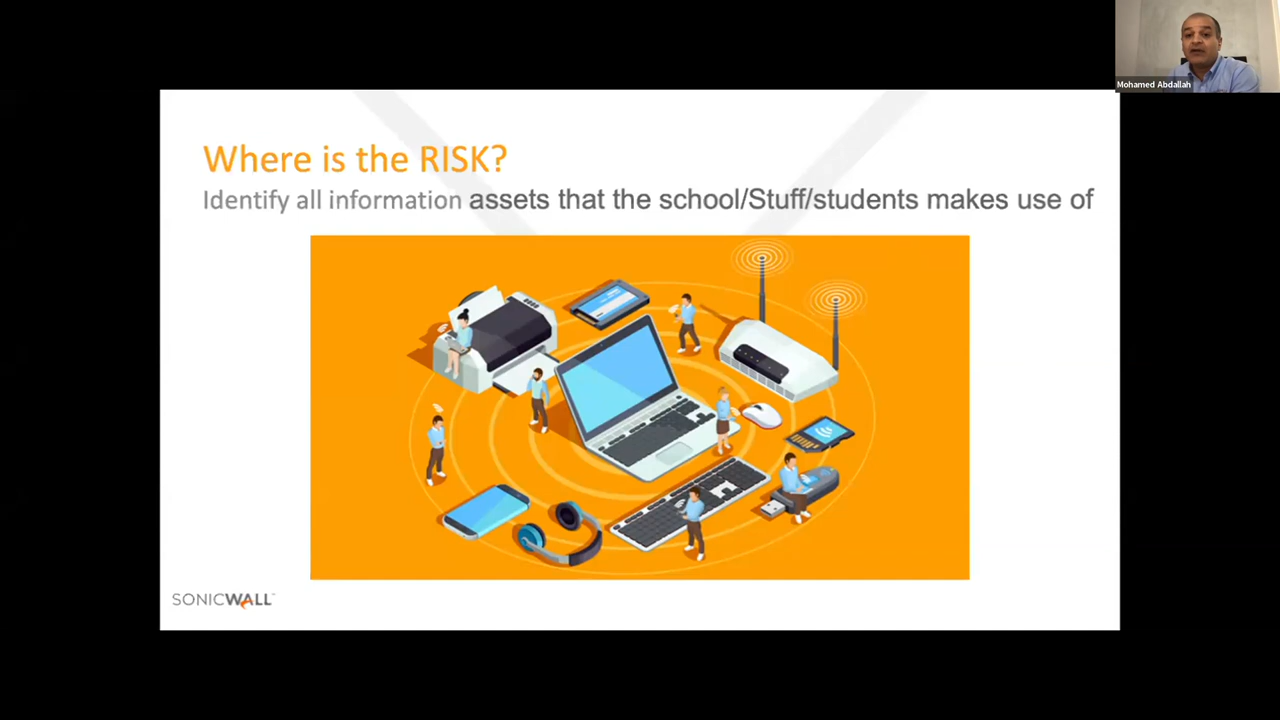 Mohamed Abdallah
Where is the RISK?
Identify all information assets that the school/Stuff/students makes use of
SONICWALL